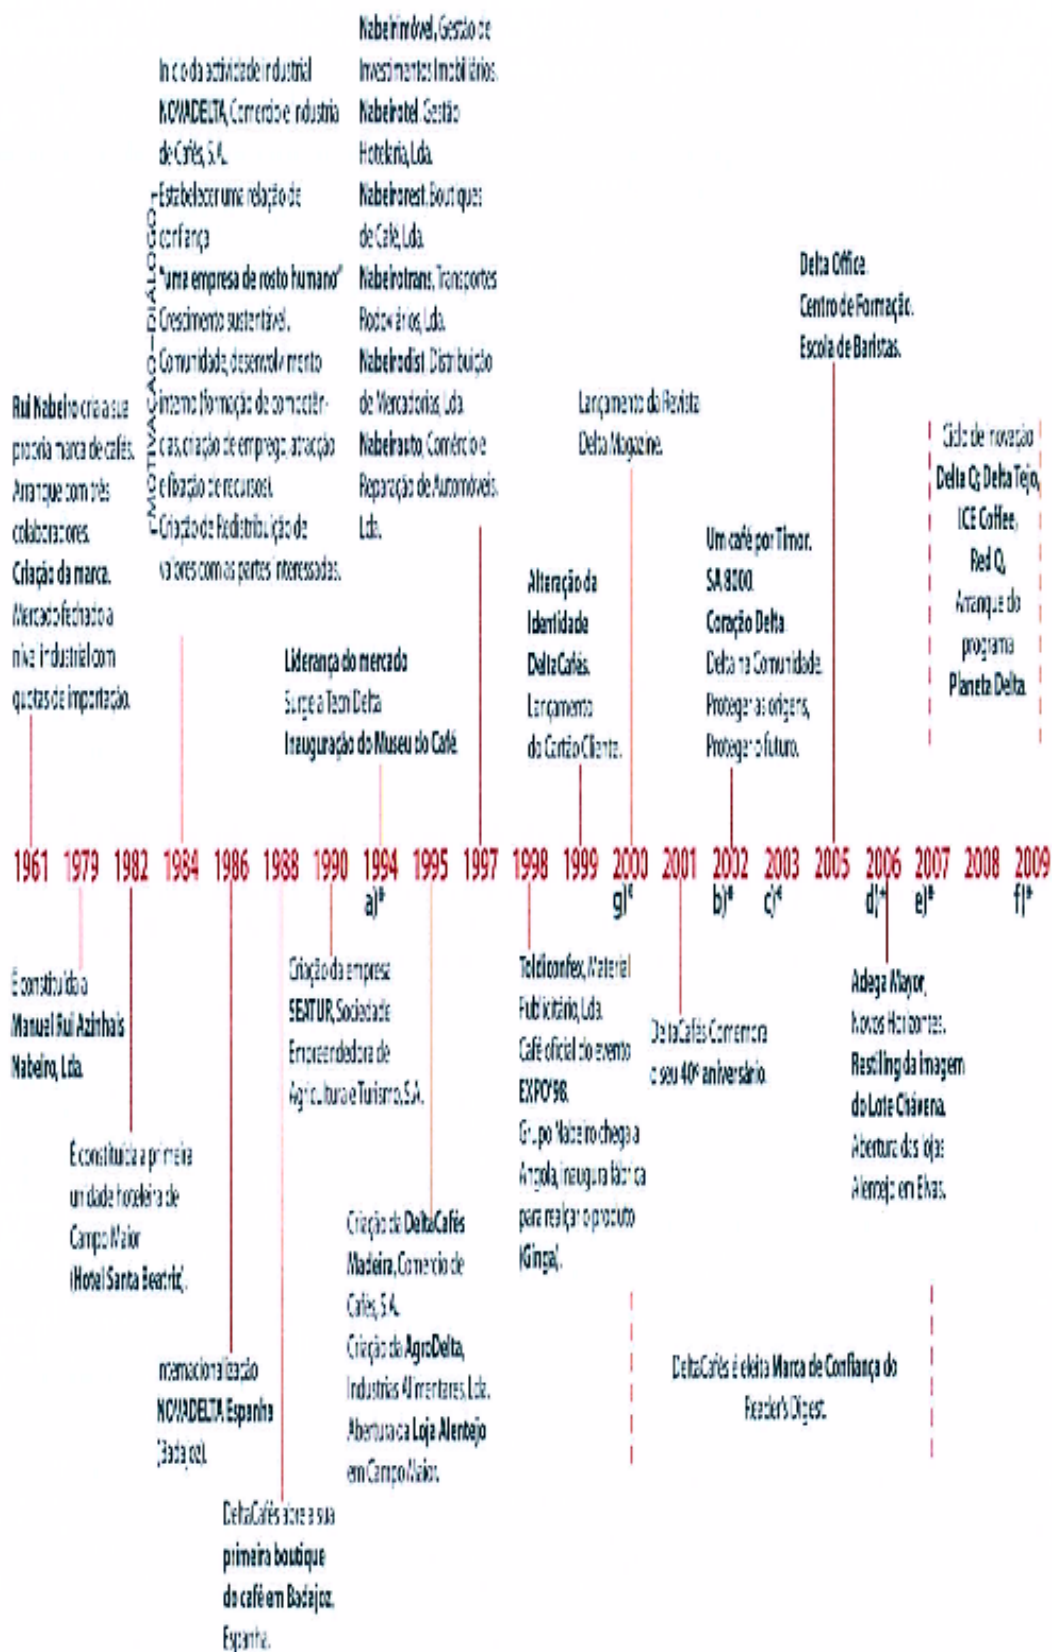 Rui Nabeiro cria a sua
propria marca de cafés.
Arranque com três
colaboradores.
Criação da marca.
Mercado fechado a
nível industrial com
quotas de importação.
MOTIVAÇÃO–DIÁLOGO
Inicio da actividade industrial
NOVADELTA, Comercio e Industria
de Cafés, S.A.
Estabelecer uma relação de
confiança
"uma empresa de rosto humano"
Crescimento sustentável.
Comunidade, desenvolvimento
interno (formação de competên-
cias, criação de emprego, atracção
e fixação de recursos).
Criação de Redistribuição de
valores com as partes interessadas.
Liderança do mercado
Surge a Tecn Delta
Inauguração do Museu do Café.
Nabeirimóvel, Gestão de
Investimentos Imobiliários.
Nabeirotel, Gestão
Hotelaria, Lda.
Nabeirorest, Boutiques
de Café, Lda.
Nabeirotrans, Transportes
Rodoviários, Lda.
Nabeirodist, Distribuição
de Mercadorias, Lda.
Nabeirauto, Comércio e
Reparação de Automóveis,
Lda.
Alteração da
Identidade
DeltaCafés.
Lançamento
do Cartão Cliente.
Lançamento da Revista
Delta Magazine.
Um café por Timor.
SA 8000.
Coração Delta.
Delta na Comunidade.
Proteger as origens,
Proteger o futuro.
Delta Office.
Centro de Formação.
Escola de Baristas.
Ciclo de inovação
Delta Q; Delta Tejo,
ICE Coffee,
Red Q,
Arranque do
programa
Planeta Delta.
1961 1979 1982 1984 1986 1988 1990 1994 1995 1997 1998 1999 2000 2001 2002 2003 2005 2006 2007 2008 2009
a)* g)* b)* c)* d)* e)* f)*
É constituída a
Manuel Rui Azinhais
Nabeiro, Lda.
É constituída a primeira
unidade hoteleira de
Campo Maior
(Hotel Santa Beatriz).
Internacionalização
NOVADELTA Espanha
(Badajoz).
DeltaCafés abre a sua
primeira boutique
do café em Badajoz.
Espanha.
Criação da empresa
SEATUR, Sociedade
Empreendedora de
Agricultura e Turismo, S.A.
Criação da DeltaCafés
Madeira, Comercio de
Cafés, S.A.
Criação da AgroDelta,
Industrias Alimentares, Lda.
Abertura da Loja Alentejo
em Campo Maior.
Toldiconfex, Material
Publicitário, Lda.
Café oficial do evento
EXPO'98.
Grupo Nabeiro chega a
Angola, inaugura fábrica
para realçar o produto
(Ginga).
DeltaCafés Comemora
o seu 40º aniversário.
Adega Mayor,
Novos Horizontes.
Restiling da imagem
do Lote Chávena.
Abertura das lojas
Alentejo em Elvas.
DeltaCafés é eleita Marca de Confiança do
Reader's Digest.